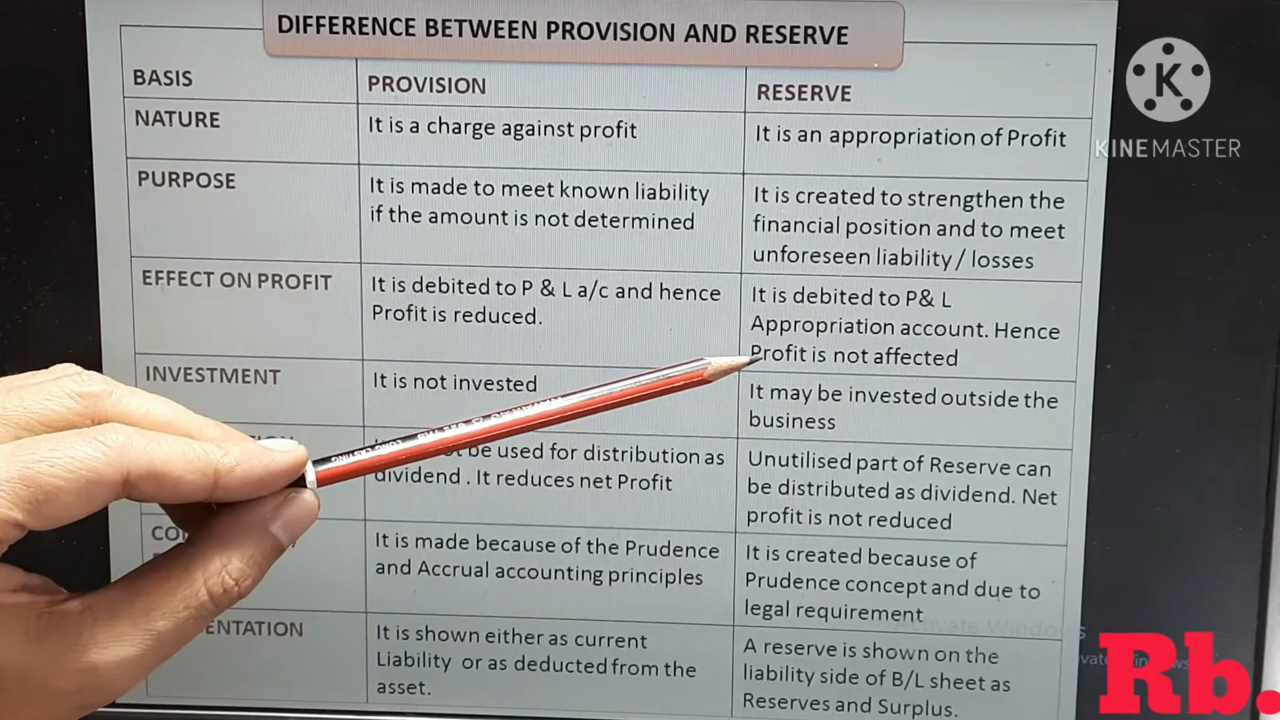 DIFFERENCE BETWEEN PROVISION AND RESERVE
BASIS
PROVISION
RESERVE
NATURE
It is a charge against profit
It is an appropriation of Profit
PURPOSE
It is made to meet known liability
if the amount is not determined
It is created to strengthen the
financial position and to meet
unforeseen liability / losses
EFFECT ON PROFIT
It is debited to P & L a/c and hence
Profit is reduced.
It is debited to P& L
Appropriation account. Hence
Profit is not affected
INVESTMENT
It is not invested
It may be invested outside the
business
be used for distribution as
dividend . It reduces net Profit
Unutilised part of Reserve can
be distributed as dividend. Net
profit is not reduced
It is made because of the Prudence
and Accrual accounting principles
It is created because of
Prudence concept and due to
legal requirement
ENTATION
It is shown either as current
Liability or as deducted from the
asset.
A reserve is shown on the
liability side of B/L sheet as
Reserves and Surplus.
K
KINEMASTER
Activate Windows
Rb.